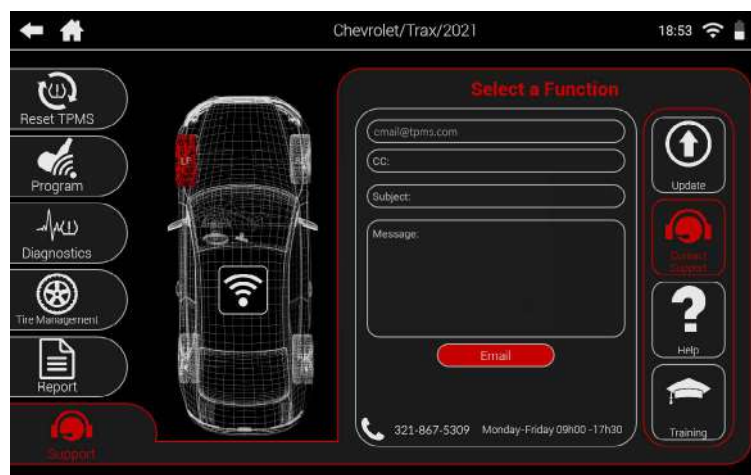 Chevrolet/Trax/2021
18:53
Reset TPMS
Program
Diagnostics
Tire Management
Report
Support
LF
Select a Function
cmail@tpms.com
CC:
Subject:
Message:
Email
321-867-5309 Monday-Friday 09h00 -17h30
Update
Contact
Support
Help
Training